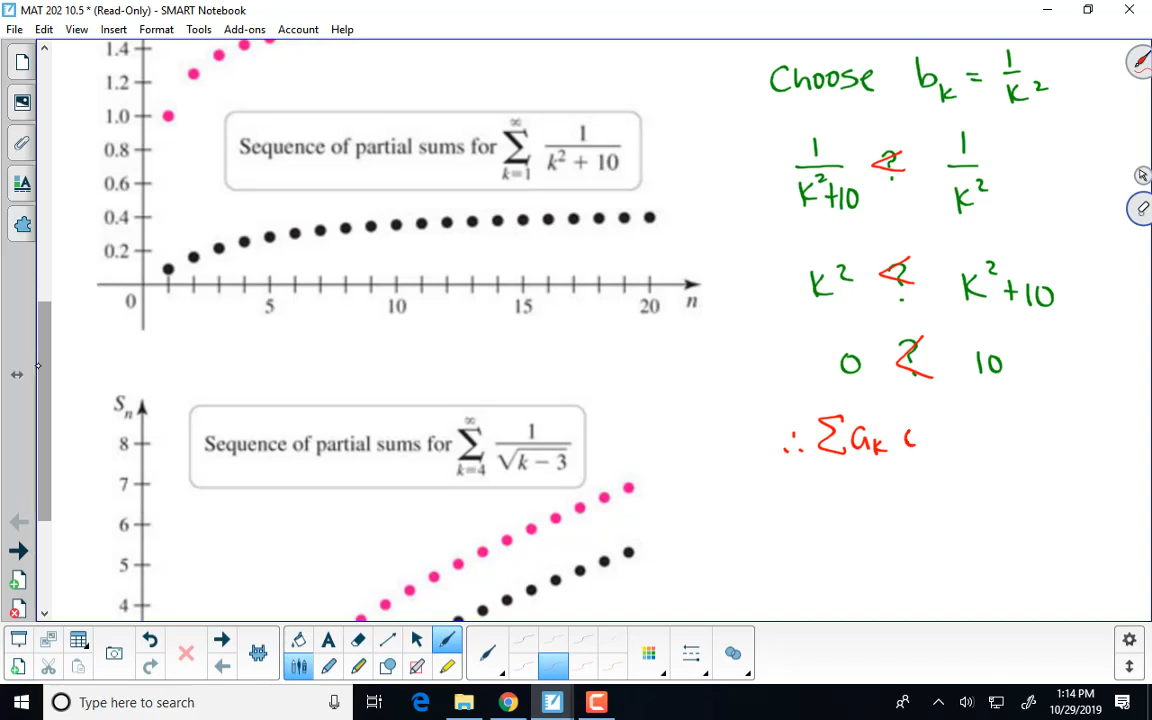 MAT 202 10.5 * (Read-Only) - SMART Notebook
File Edit View Insert Format Tools Add-ons Account Help
1.4
1.2
1.0
0.8
0.6
0.4
0.2
0 5 10 15 20 n
Sequence of partial sums for ∑ k=1 ∞ 1/(k² + 10)
Sₙ
8
7
6
5
4
Sequence of partial sums for ∑ k=4 ∞ 1/√(k − 3)
Choose bₖ = 1/k²
1/(k²+10) <? 1/k²
k² <? k²+10
0 <? 10
∴ ∑aₖ c
A
A
Type here to search
1:14 PM
10/29/2019